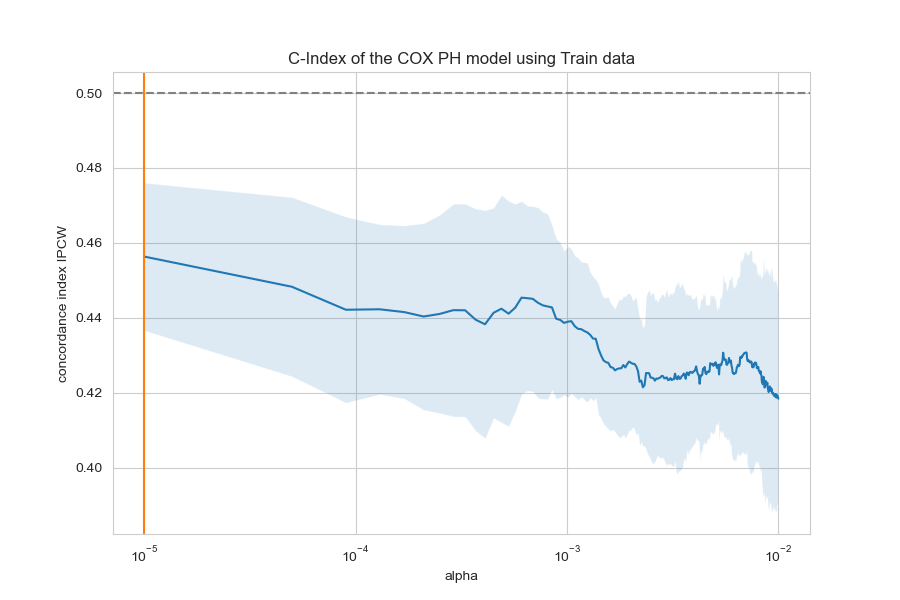 C-Index of the COX PH model using Train data
concordance index IPCW
0.50
0.48
0.46
0.44
0.42
0.40
10⁻⁵ 10⁻⁴ 10⁻³ 10⁻²
alpha